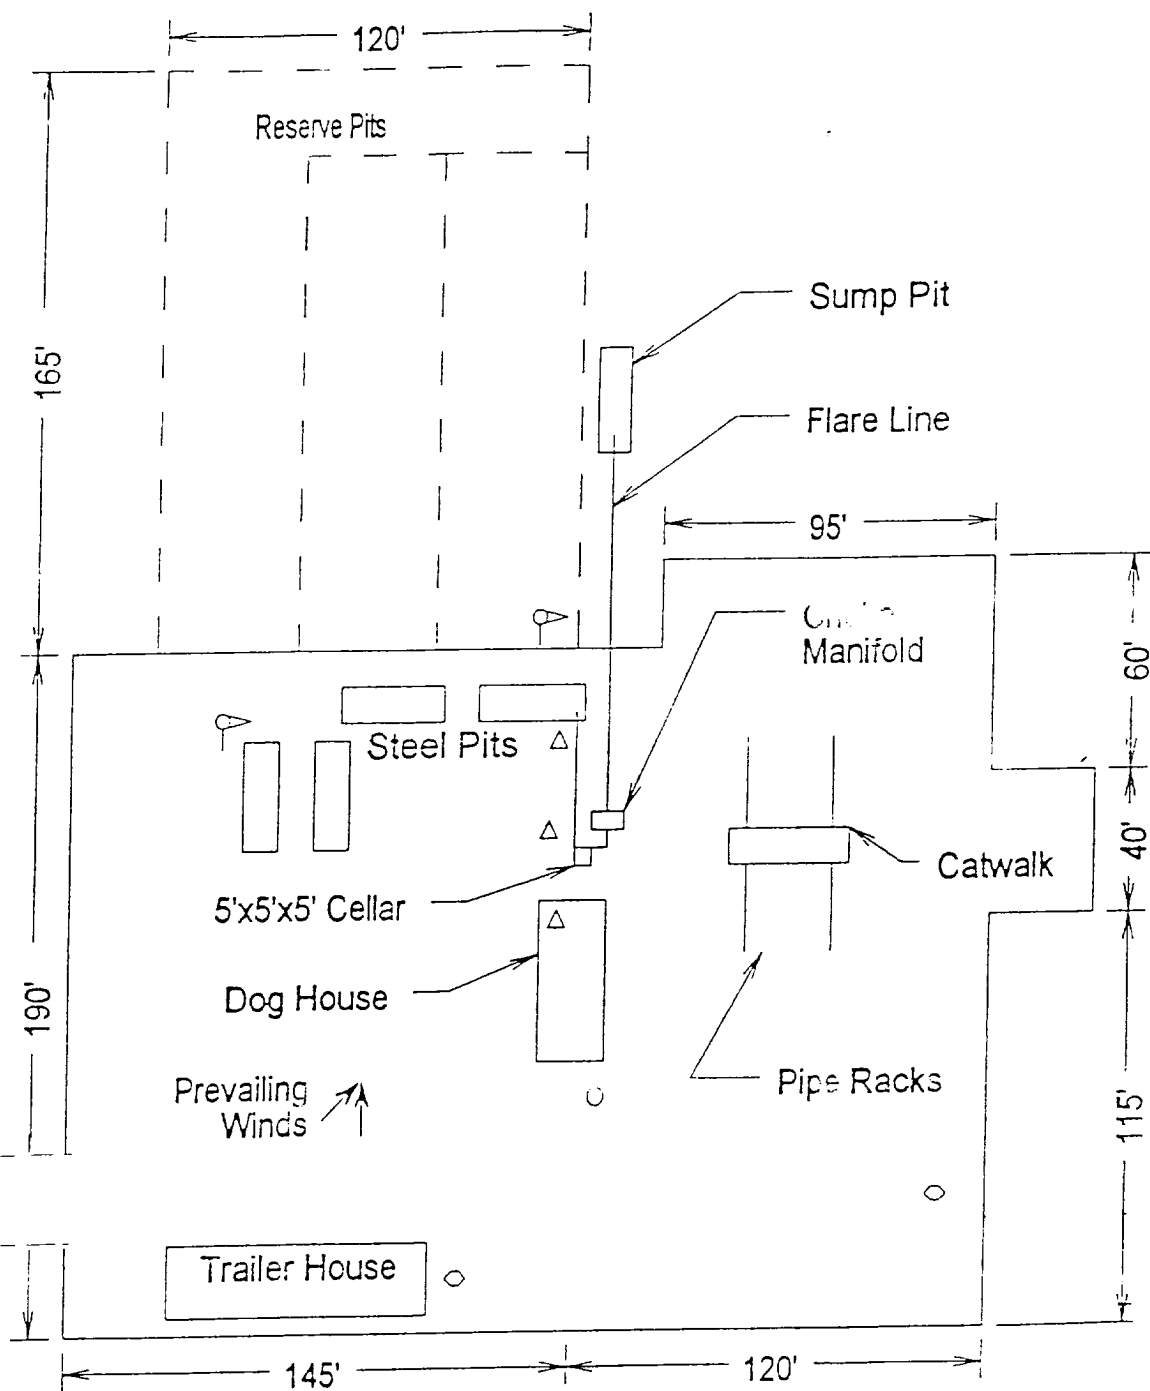 120'
Reserve Pits
Sump Pit
165'
Flare Line
95'
Manifold
60'
Steel Pits
40'
Catwalk
5'x5'x5' Cellar
190'
Dog House
Prevailing
Winds
Pipe Racks
115'
Trailer House
145'
120'